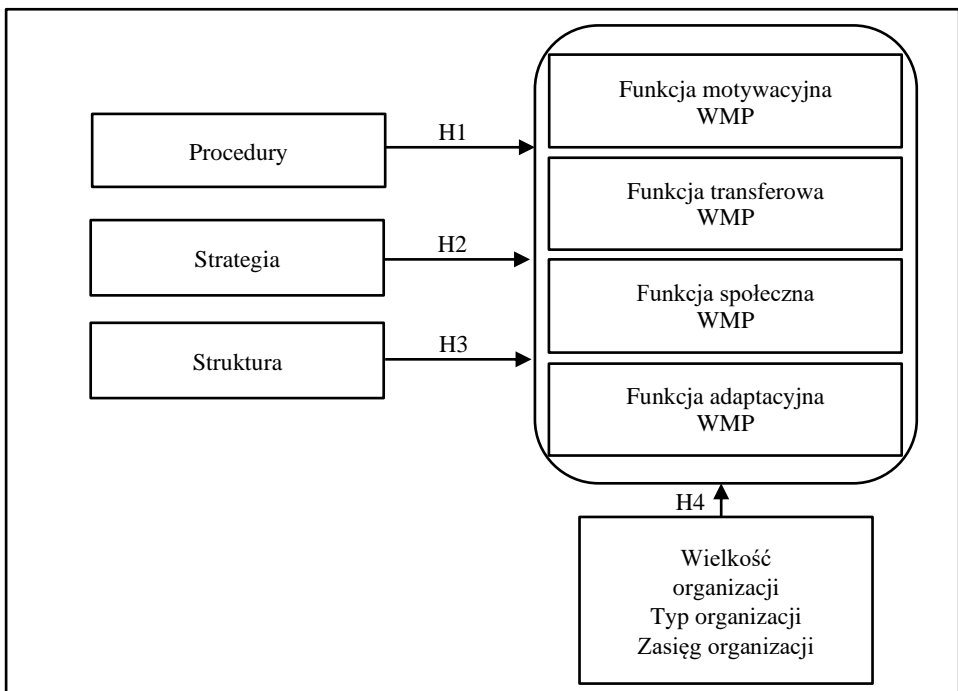 Procedury
H1
Strategia
H2
Struktura
H3
Funkcja motywacyjna
WMP
Funkcja transferowa
WMP
Funkcja społeczna
WMP
Funkcja adaptacyjna
WMP
H4
Wielkość
organizacji
Typ organizacji
Zasięg organizacji